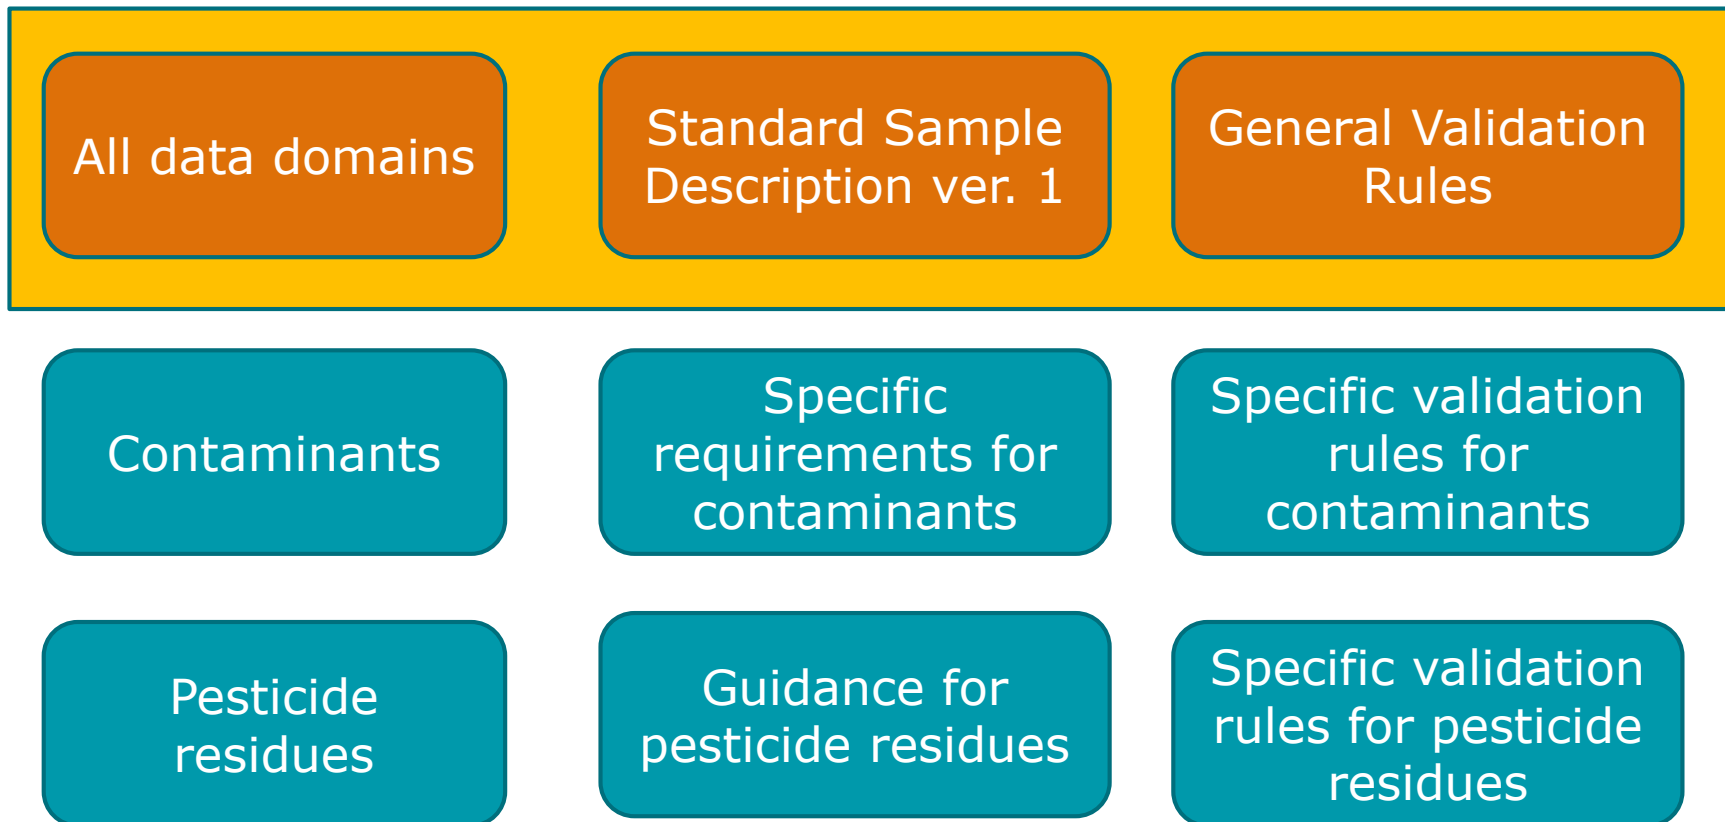 All data domains
Standard Sample
Description ver. 1
General Validation
Rules
Contaminants
Specific
requirements for
contaminants
Specific validation
rules for
contaminants
Pesticide
residues
Guidance for
pesticide residues
Specific validation
rules for pesticide
residues